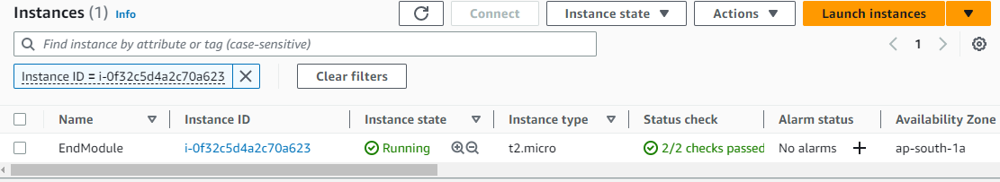 Instances (1) Info Connect Instance state Actions Launch instances
Find instance by attribute or tag (case-sensitive) 1
Instance ID = i-0f32c5d4a2c70a623 Clear filters
Name Instance ID Instance state Instance type Status check Alarm status Availability Zone
EndModule i-0f32c5d4a2c70a623 Running t2.micro 2/2 checks passed No alarms ap-south-1a